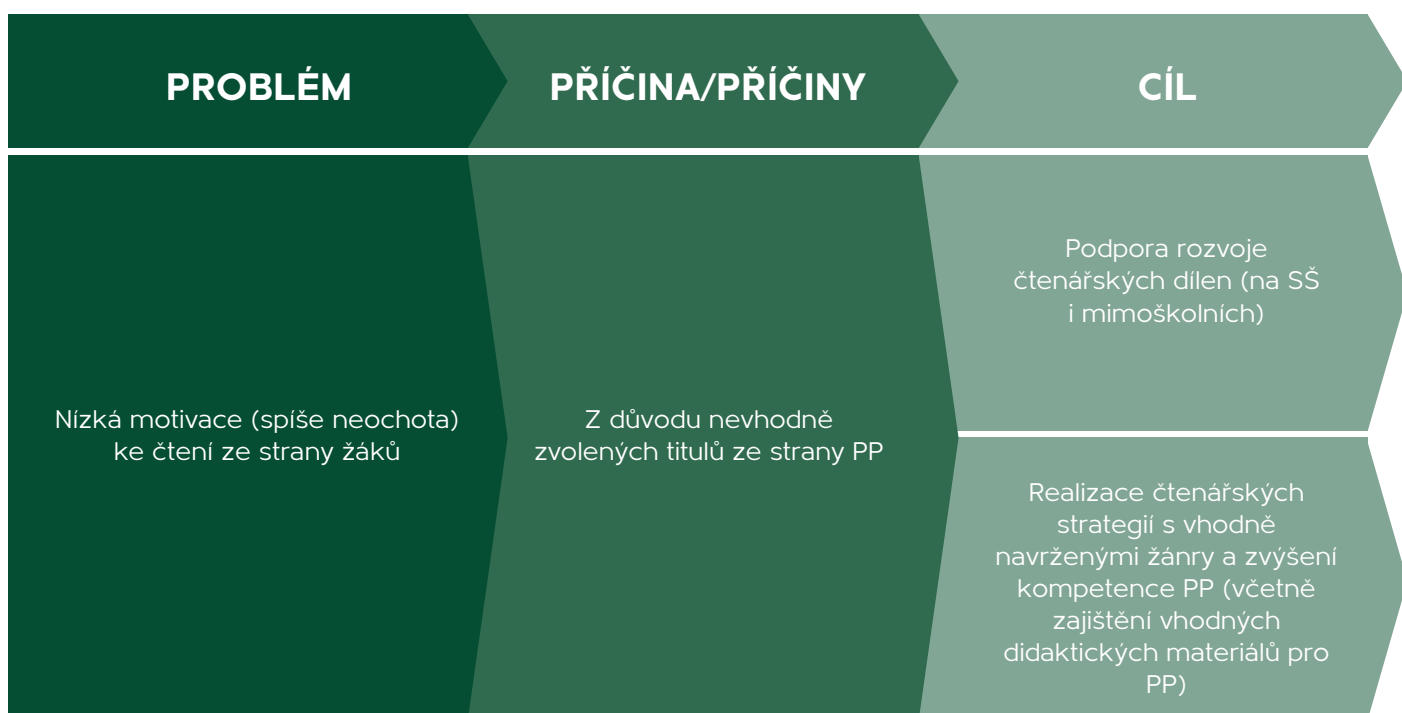 PROBLÉM
PŘÍČINA/PŘÍČINY
CÍL
Nízká motivace (spíše neochota)
ke čtení ze strany žáků
Z důvodu nevhodně
zvolených titulů ze strany PP
Podpora rozvoje
čtenářských dílen (na SŠ
i mimoškolních)
Realizace čtenářských
strategií s vhodně
navrženými žánry a zvýšení
kompetence PP (včetně
zajištění vhodných
didaktických materiálů pro
PP)